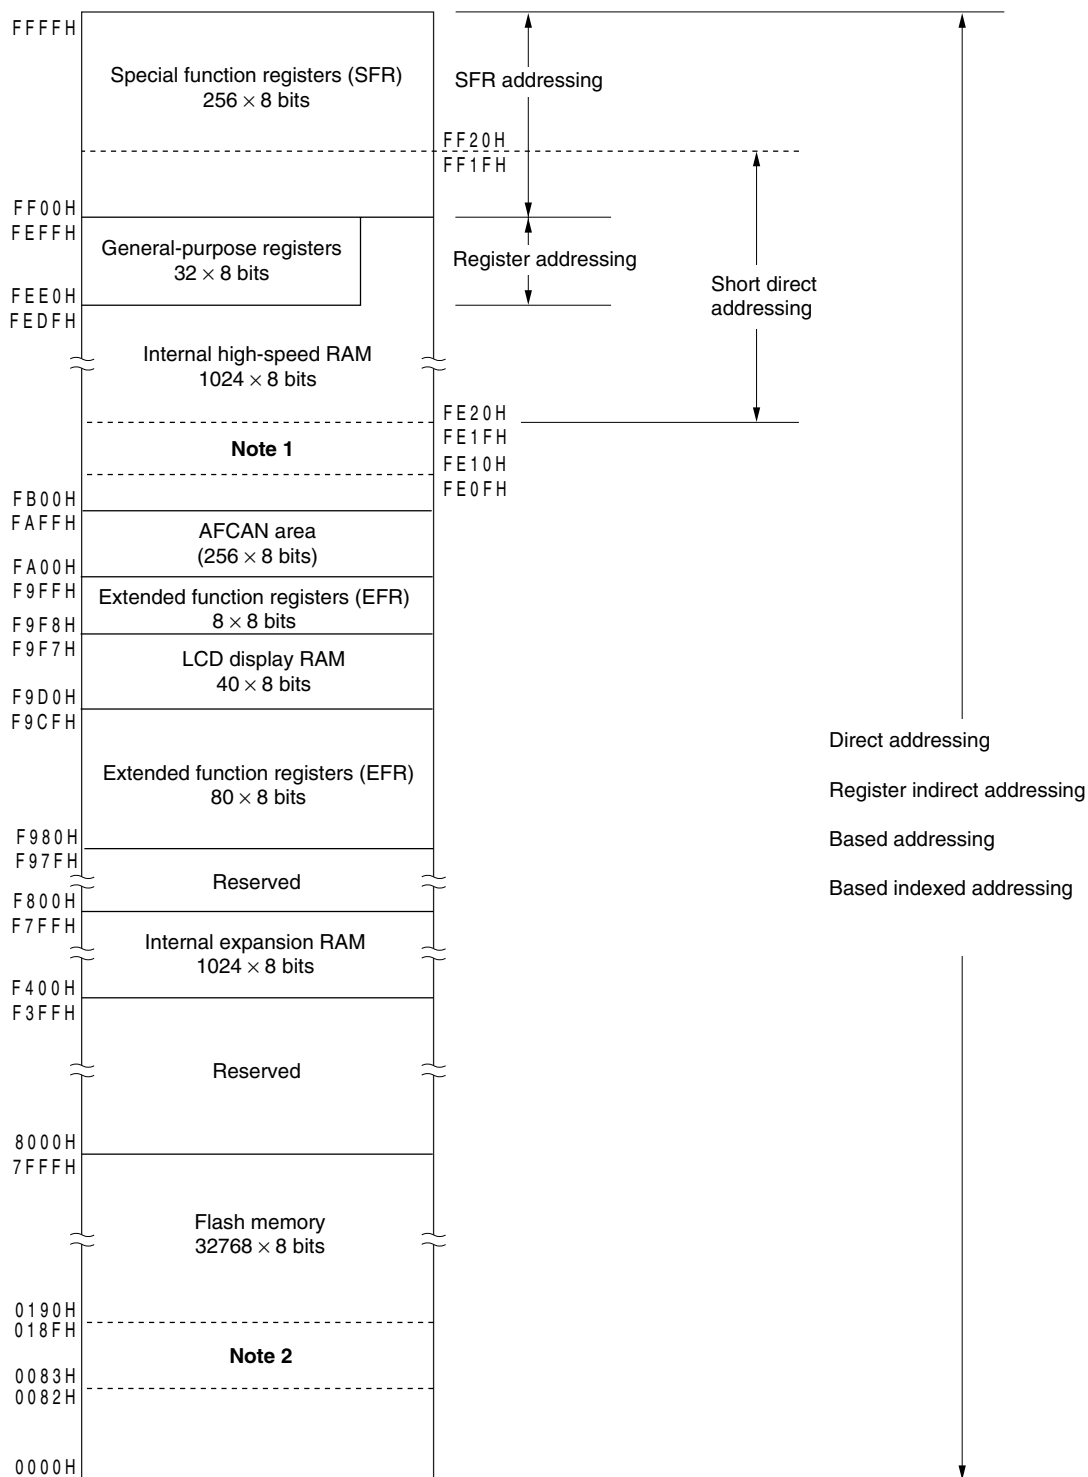 FFFFH
Special function registers (SFR)
256 × 8 bits
SFR addressing
FF20H
FF1FH
FF00H
FEFFH
General-purpose registers
32 × 8 bits
Register addressing
Short direct
addressing
FEE0H
FEDFH
Internal high-speed RAM
1024 × 8 bits
FE20H
FE1FH
Note 1
FE10H
FE0FH
FB00H
FAFFH
AFCAN area
(256 × 8 bits)
FA00H
F9FFH
Extended function registers (EFR)
8 × 8 bits
F9F8H
F9F7H
LCD display RAM
40 × 8 bits
F9D0H
F9CFH
Extended function registers (EFR)
80 × 8 bits
Direct addressing
Register indirect addressing
Based addressing
Based indexed addressing
F980H
F97FH
Reserved
F800H
F7FFH
Internal expansion RAM
1024 × 8 bits
F400H
F3FFH
Reserved
8000H
7FFFH
Flash memory
32768 × 8 bits
0190H
018FH
Note 2
0083H
0082H
0000H